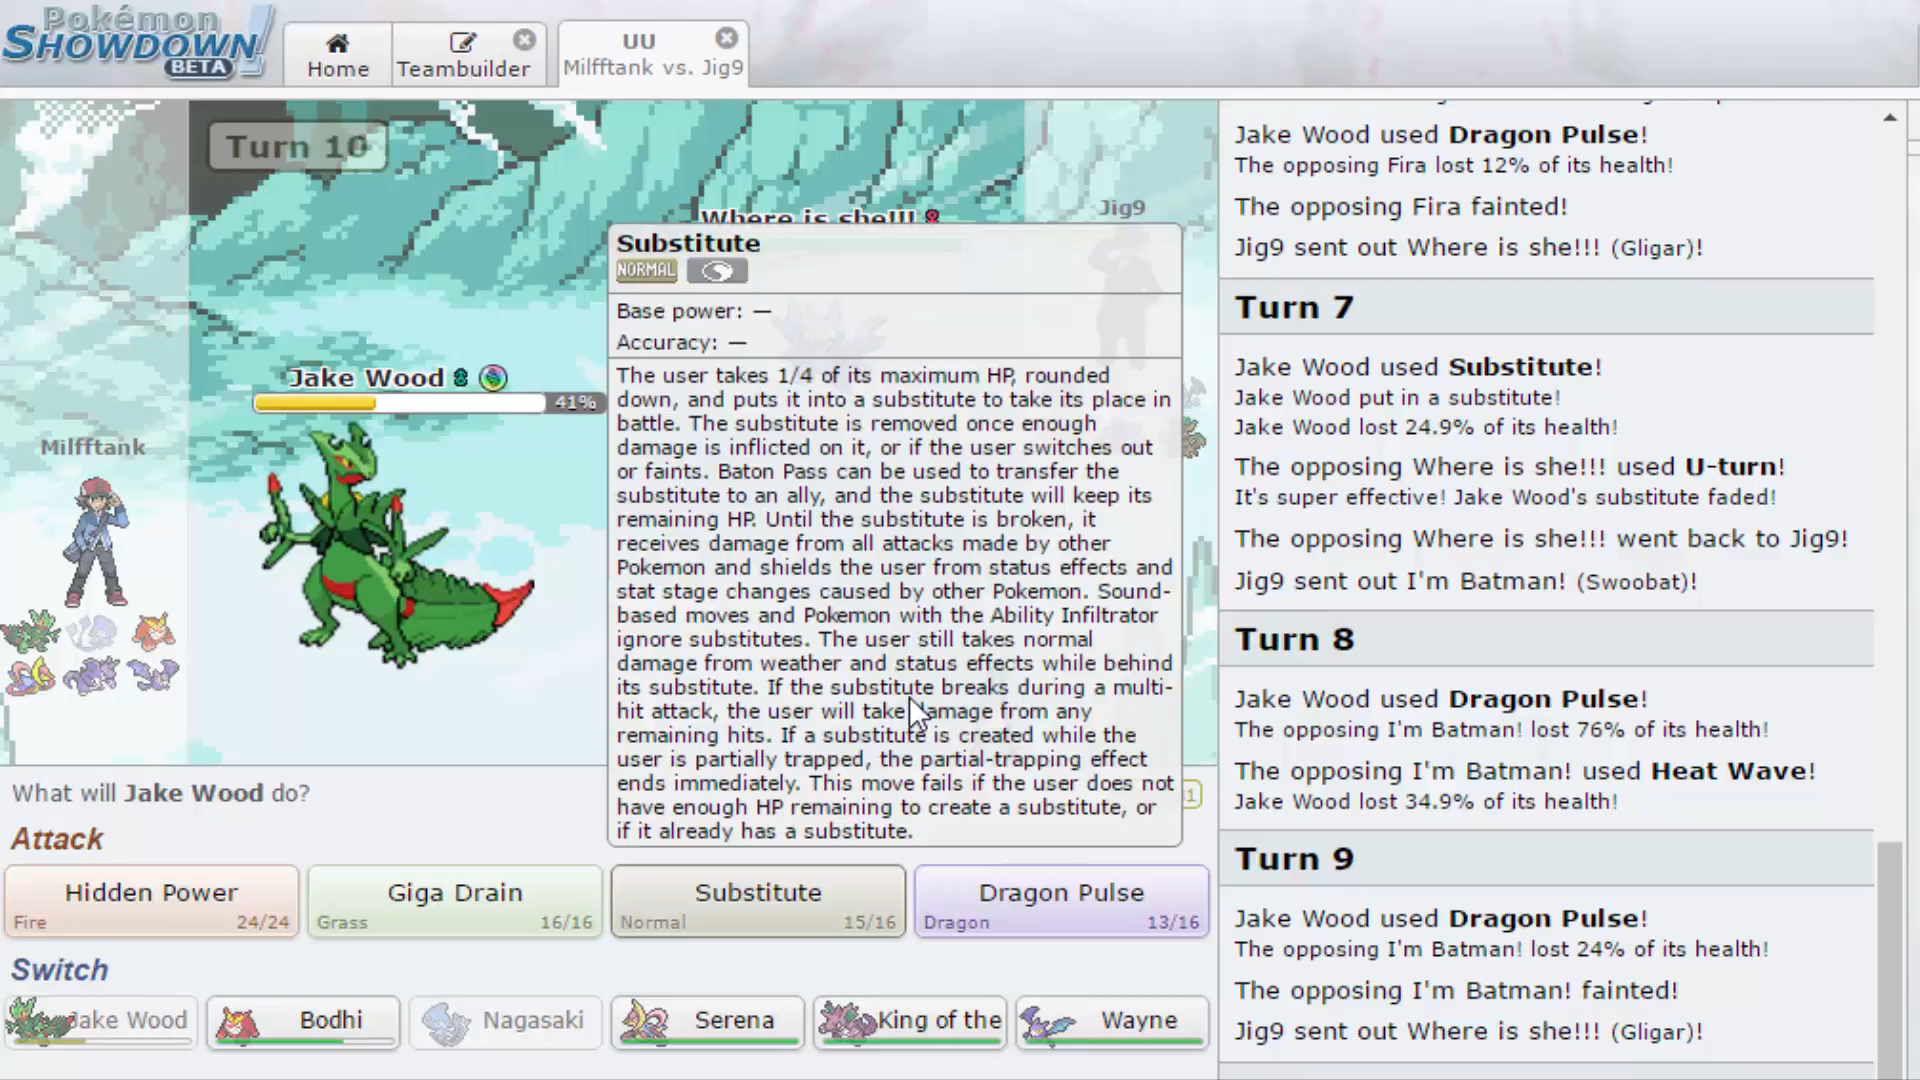 Pokémon
SHOWDOWN!
BETA
Home
Teambuilder
UU
Milfftank vs. Jig9
Turn 10
Where is she!!!
Jig9
Jake Wood
41%
Milfftank
Substitute
NORMAL
Base power: —
Accuracy: —
The user takes 1/4 of its maximum HP, rounded
down, and puts it into a substitute to take its place in
battle. The substitute is removed once enough
damage is inflicted on it, or if the user switches out
or faints. Baton Pass can be used to transfer the
substitute to an ally, and the substitute will keep its
remaining HP. Until the substitute is broken, it
receives damage from all attacks made by other
Pokemon and shields the user from status effects and
stat stage changes caused by other Pokemon. Sound-
based moves and Pokemon with the Ability Infiltrator
ignore substitutes. The user still takes normal
damage from weather and status effects while behind
its substitute. If the substitute breaks during a multi-
hit attack, the user will take damage from any
remaining hits. If a substitute is created while the
user is partially trapped, the partial-trapping effect
ends immediately. This move fails if the user does not
have enough HP remaining to create a substitute, or
if it already has a substitute.
What will Jake Wood do?
Attack
Hidden Power
Fire 24/24
Giga Drain
Grass 16/16
Substitute
Normal 15/16
Dragon Pulse
Dragon 13/16
Switch
Jake Wood
Bodhi
Nagasaki
Serena
King of the
Wayne
Jake Wood used Dragon Pulse!
The opposing Fira lost 12% of its health!
The opposing Fira fainted!
Jig9 sent out Where is she!!! (Gligar)!
Turn 7
Jake Wood used Substitute!
Jake Wood put in a substitute!
Jake Wood lost 24.9% of its health!
The opposing Where is she!!! used U-turn!
It's super effective! Jake Wood's substitute faded!
The opposing Where is she!!! went back to Jig9!
Jig9 sent out I'm Batman! (Swoobat)!
Turn 8
Jake Wood used Dragon Pulse!
The opposing I'm Batman! lost 76% of its health!
The opposing I'm Batman! used Heat Wave!
Jake Wood lost 34.9% of its health!
Turn 9
Jake Wood used Dragon Pulse!
The opposing I'm Batman! lost 24% of its health!
The opposing I'm Batman! fainted!
Jig9 sent out Where is she!!! (Gligar)!